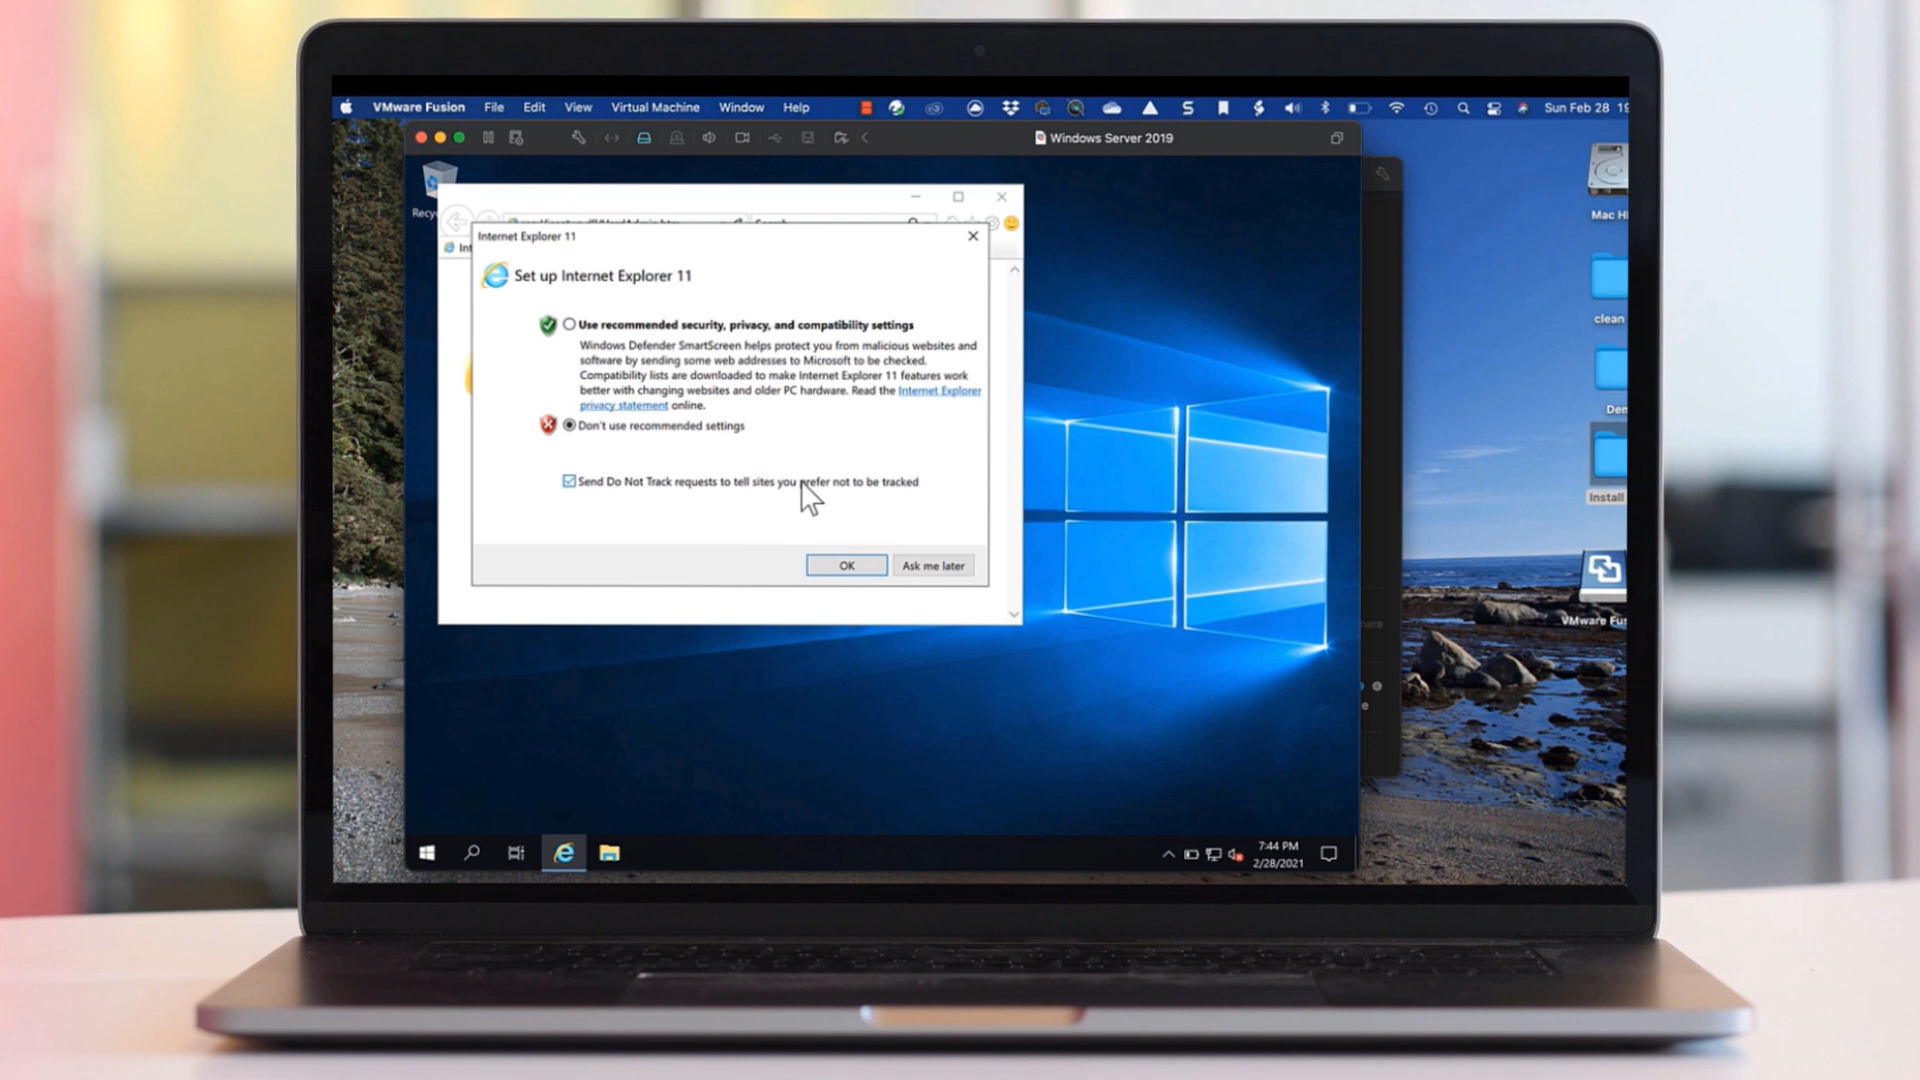 VMware Fusion File Edit View Virtual Machine Window Help Sun Feb 28
Windows Server 2019
Mac
Internet Explorer 11
Set up Internet Explorer 11
Use recommended security, privacy, and compatibility settings
Windows Defender SmartScreen helps protect you from malicious websites and
software by sending some web addresses to Microsoft to be checked.
Compatibility lists are downloaded to make Internet Explorer 11 features work
better with changing websites and older PC hardware. Read the Internet Explorer
privacy statement online.
Don't use recommended settings
Send Do Not Track requests to tell sites you prefer not to be tracked
OK Ask me later
clean
Install
VMware Fus
7:44 PM
2/28/2021